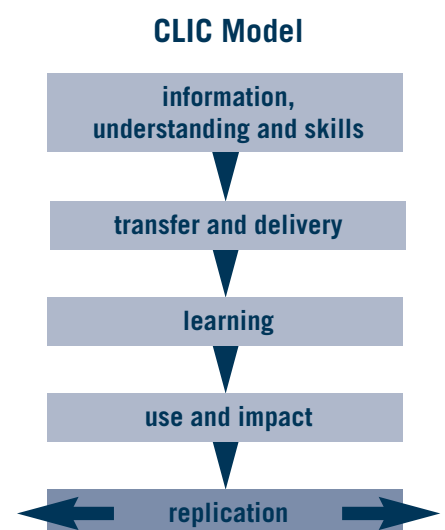 CLIC Model
information,
understanding and skills
transfer and delivery
learning
use and impact
replication